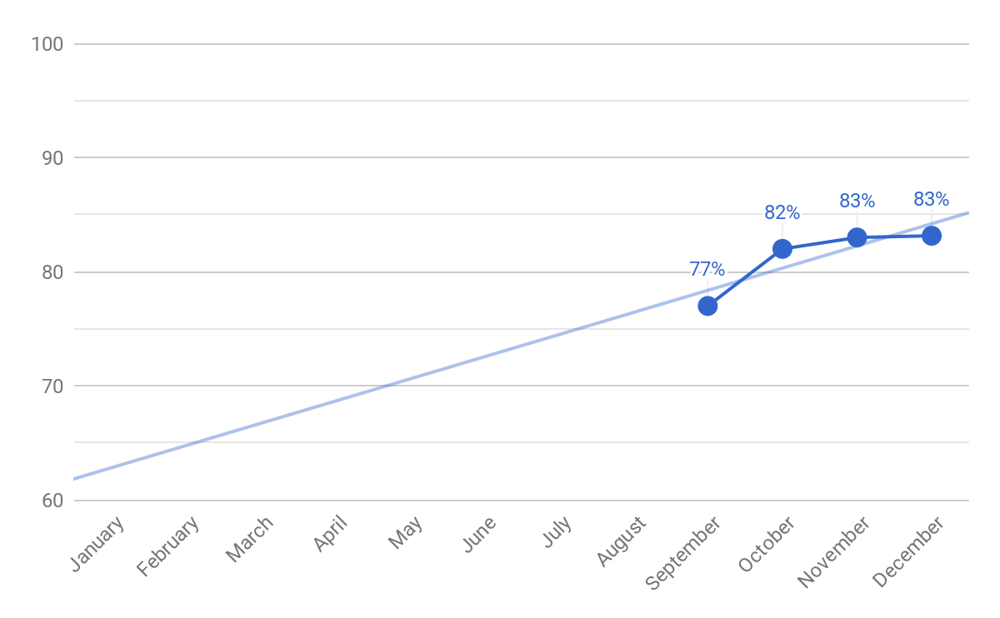 100
90
83%
83%
82%
80
77%
70
60
January
February
March
April
May
June
July
August
September
October
November
December